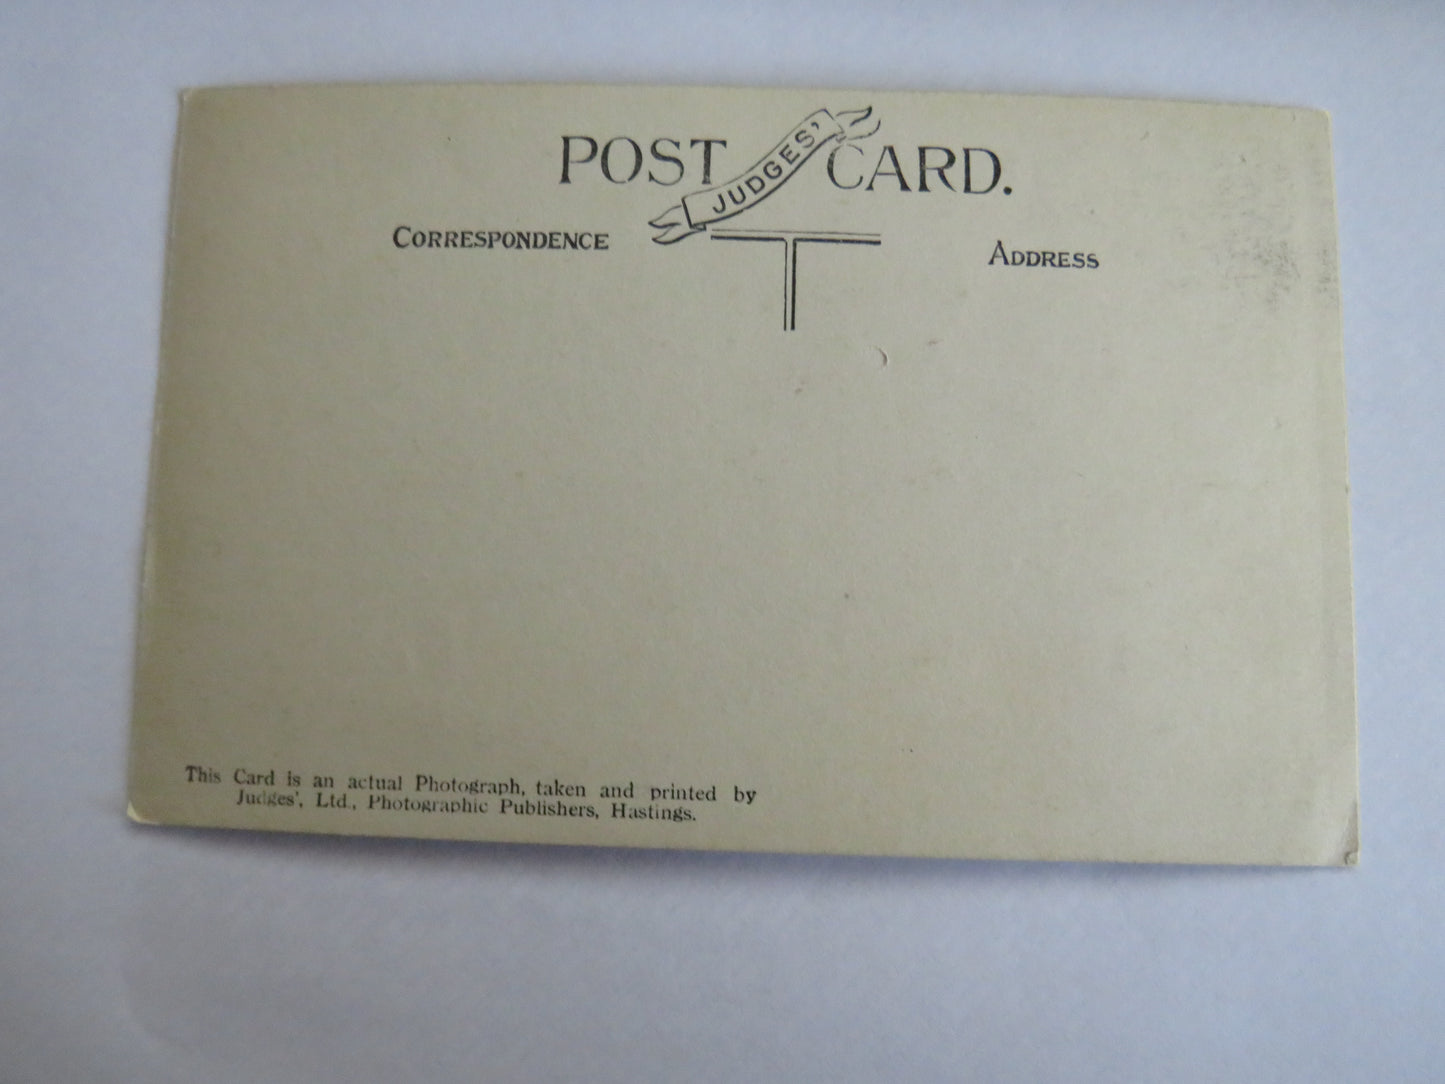 POST JUDGES' CARD.
CORRESPONDENCE
ADDRESS
This Card is an actual Photograph, taken and printed by
Judges', Ltd., Photographic Publishers, Hastings.